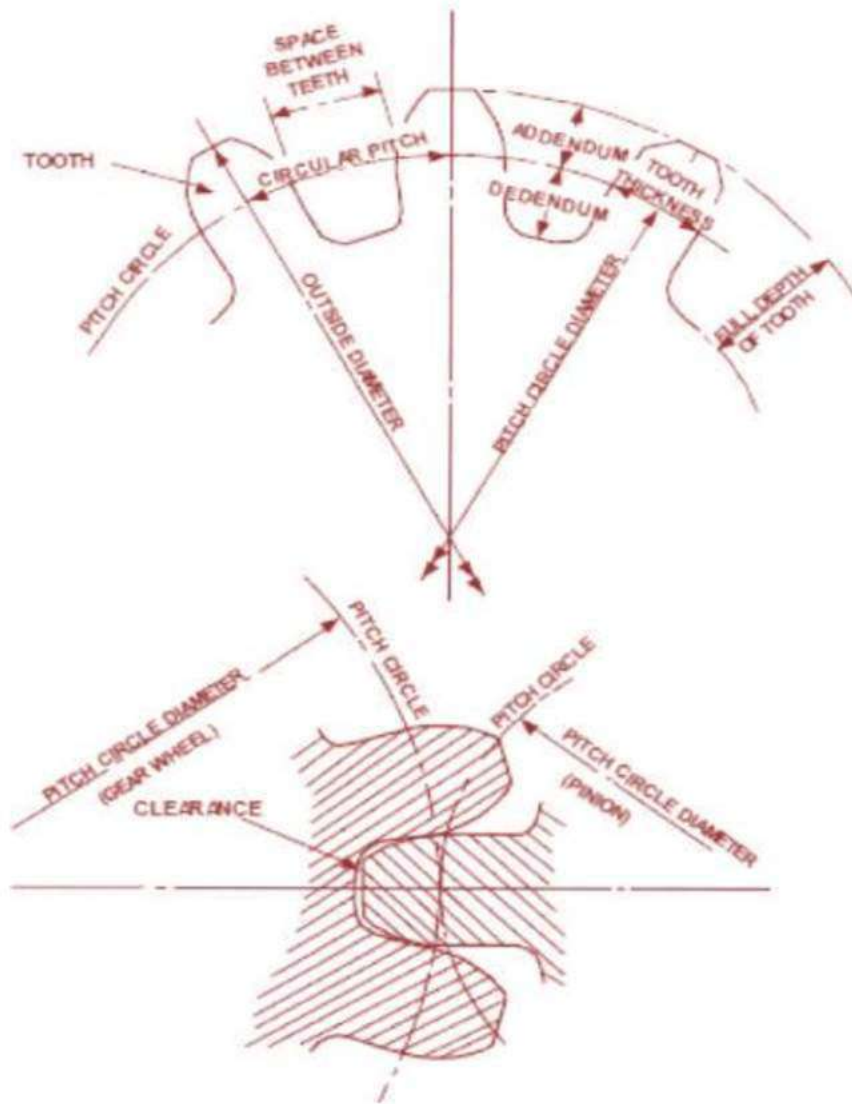 SPACE
BETWEEN
TEETH
TOOTH
CIRCULAR PITCH
ADDENDUM
TOOTH
THICKNESS
DEDENDUM
PITCH CIRCLE
OUTSIDE DIAMETER
PITCH CIRCLE DIAMETER
FULL DEPTH
OF TOOTH
PITCH CIRCLE
PITCH CIRCLE
PITCH CIRCLE DIAMETER
(GEAR WHEEL)
PITCH CIRCLE DIAMETER
(PINION)
CLEARANCE